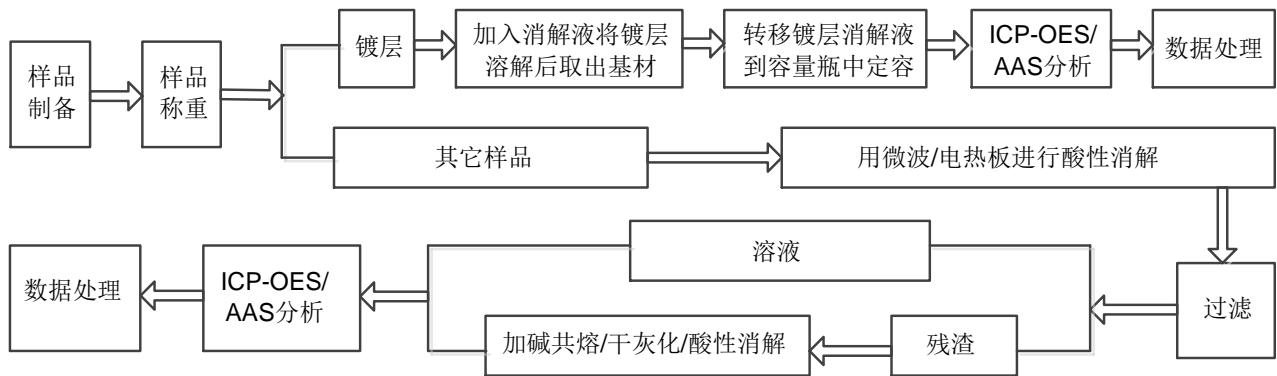 样品
制备
样品
称重
镀层
加入消解液将镀层
溶解后取出基材
转移镀层消解液
到容量瓶中定容
ICP-OES/
AAS分析
数据处理
其它样品
用微波/电热板进行酸性消解
过滤
溶液
残渣
加碱共熔/干灰化/酸性消解
ICP-OES/
AAS分析
数据处理